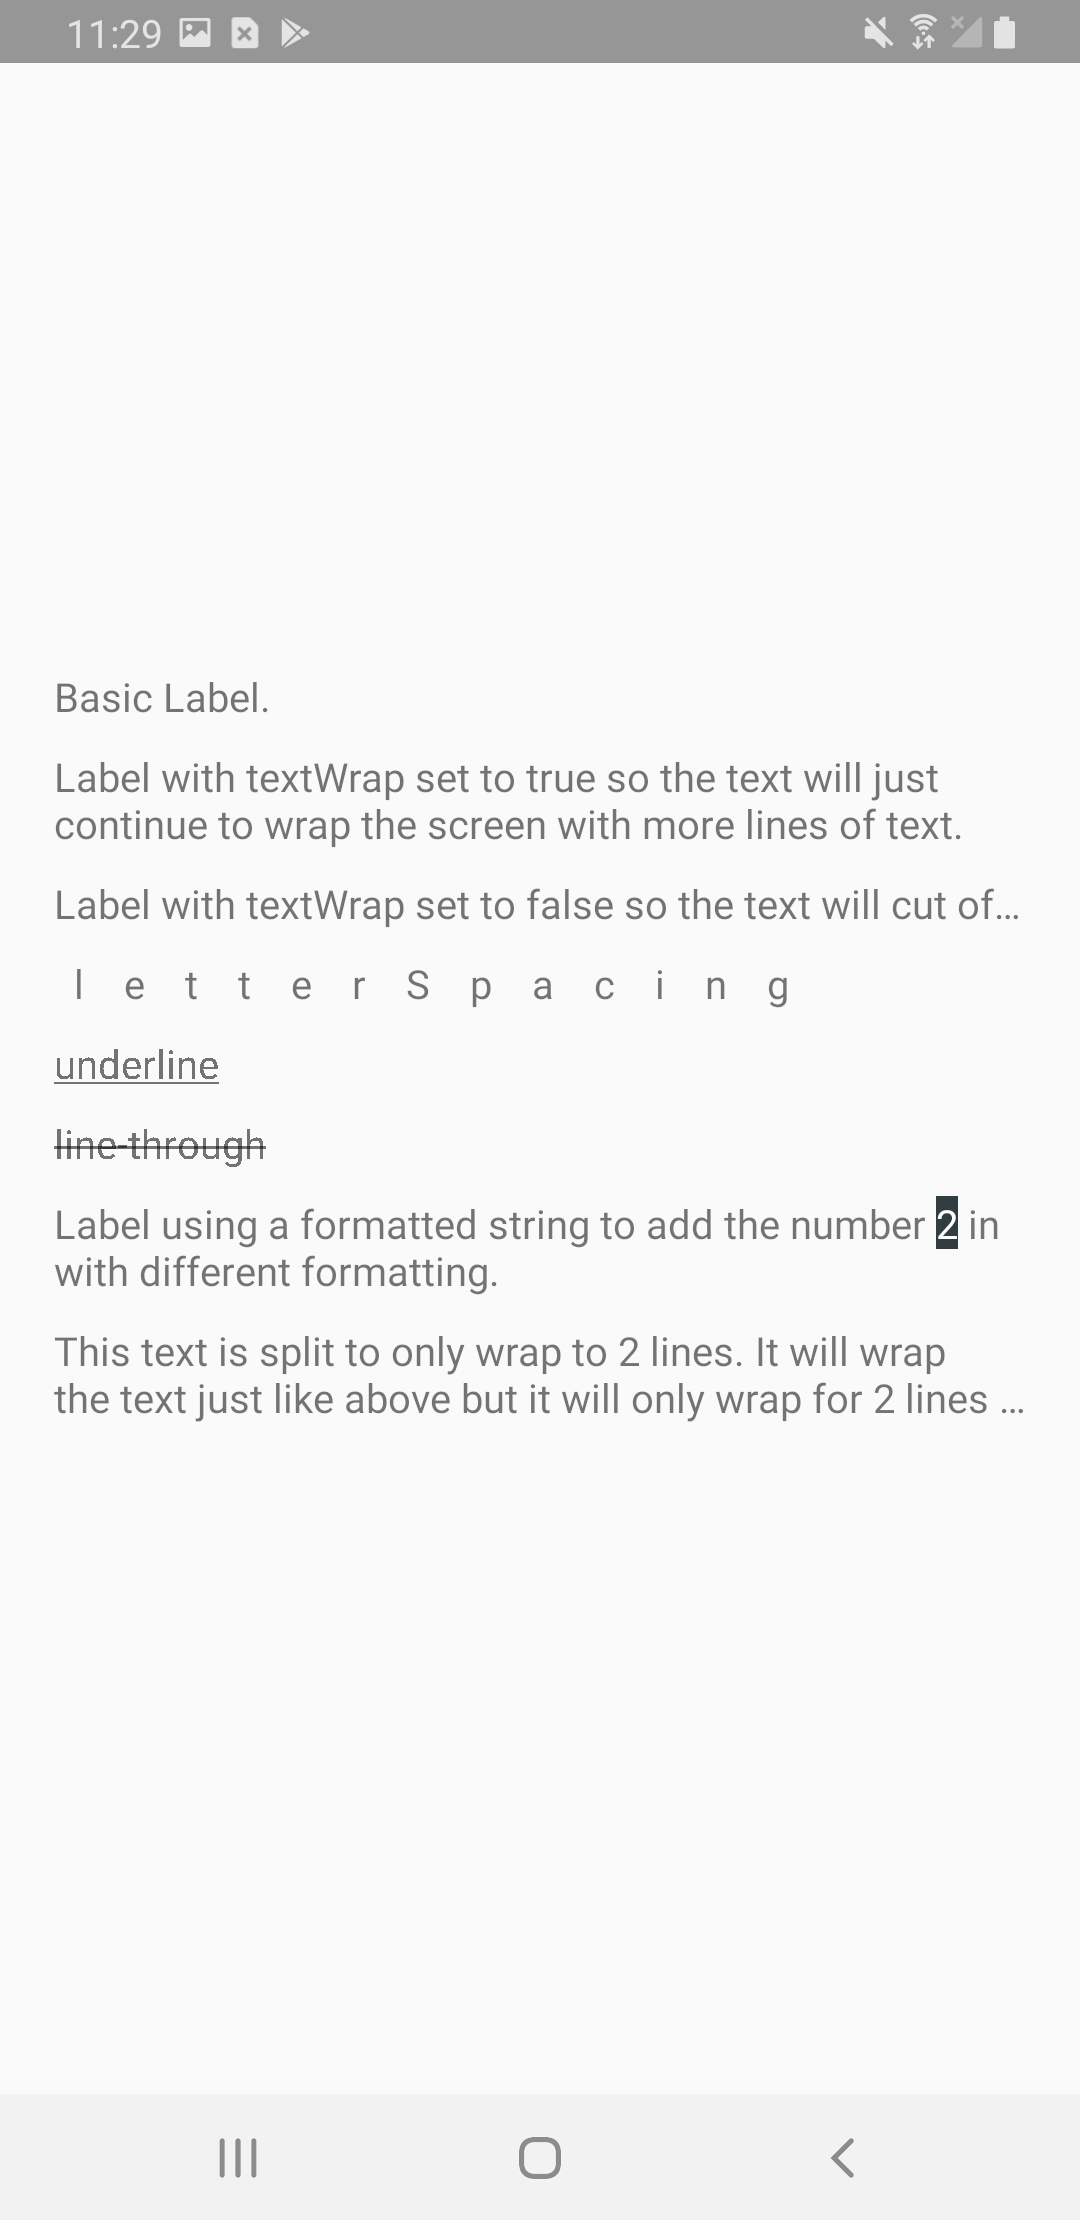 11:29
Basic Label.
Label with textWrap set to true so the text will just
continue to wrap the screen with more lines of text.
Label with textWrap set to false so the text will cut of…
l e t t e r S p a c i n g
underline
line-through
Label using a formatted string to add the number 2 in
with different formatting.
This text is split to only wrap to 2 lines. It will wrap
the text just like above but it will only wrap for 2 lines …